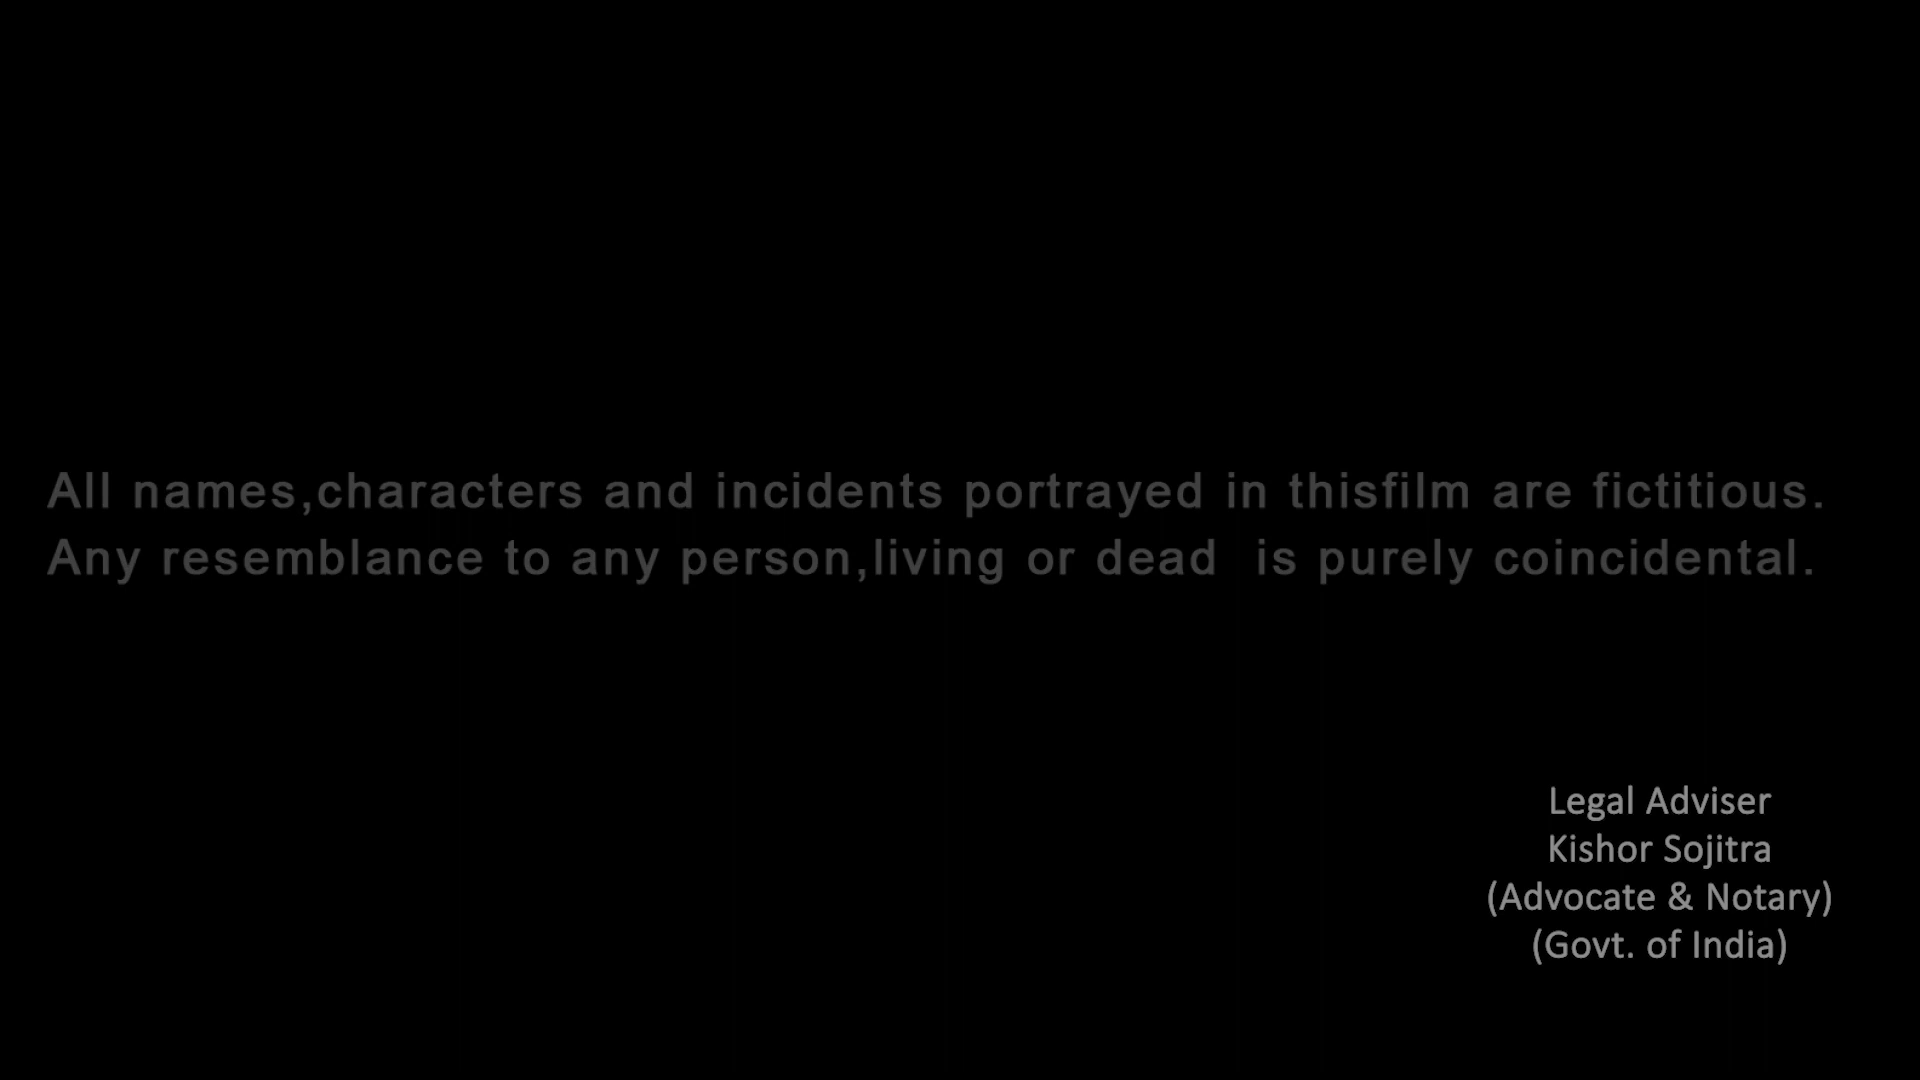 All names,characters and incidents portrayed in thisfilm are fictitious.
Any resemblance to any person,living or dead  is purely coincidental.
Legal Adviser
Kishor Sojitra
(Advocate & Notary)
(Govt. of India)